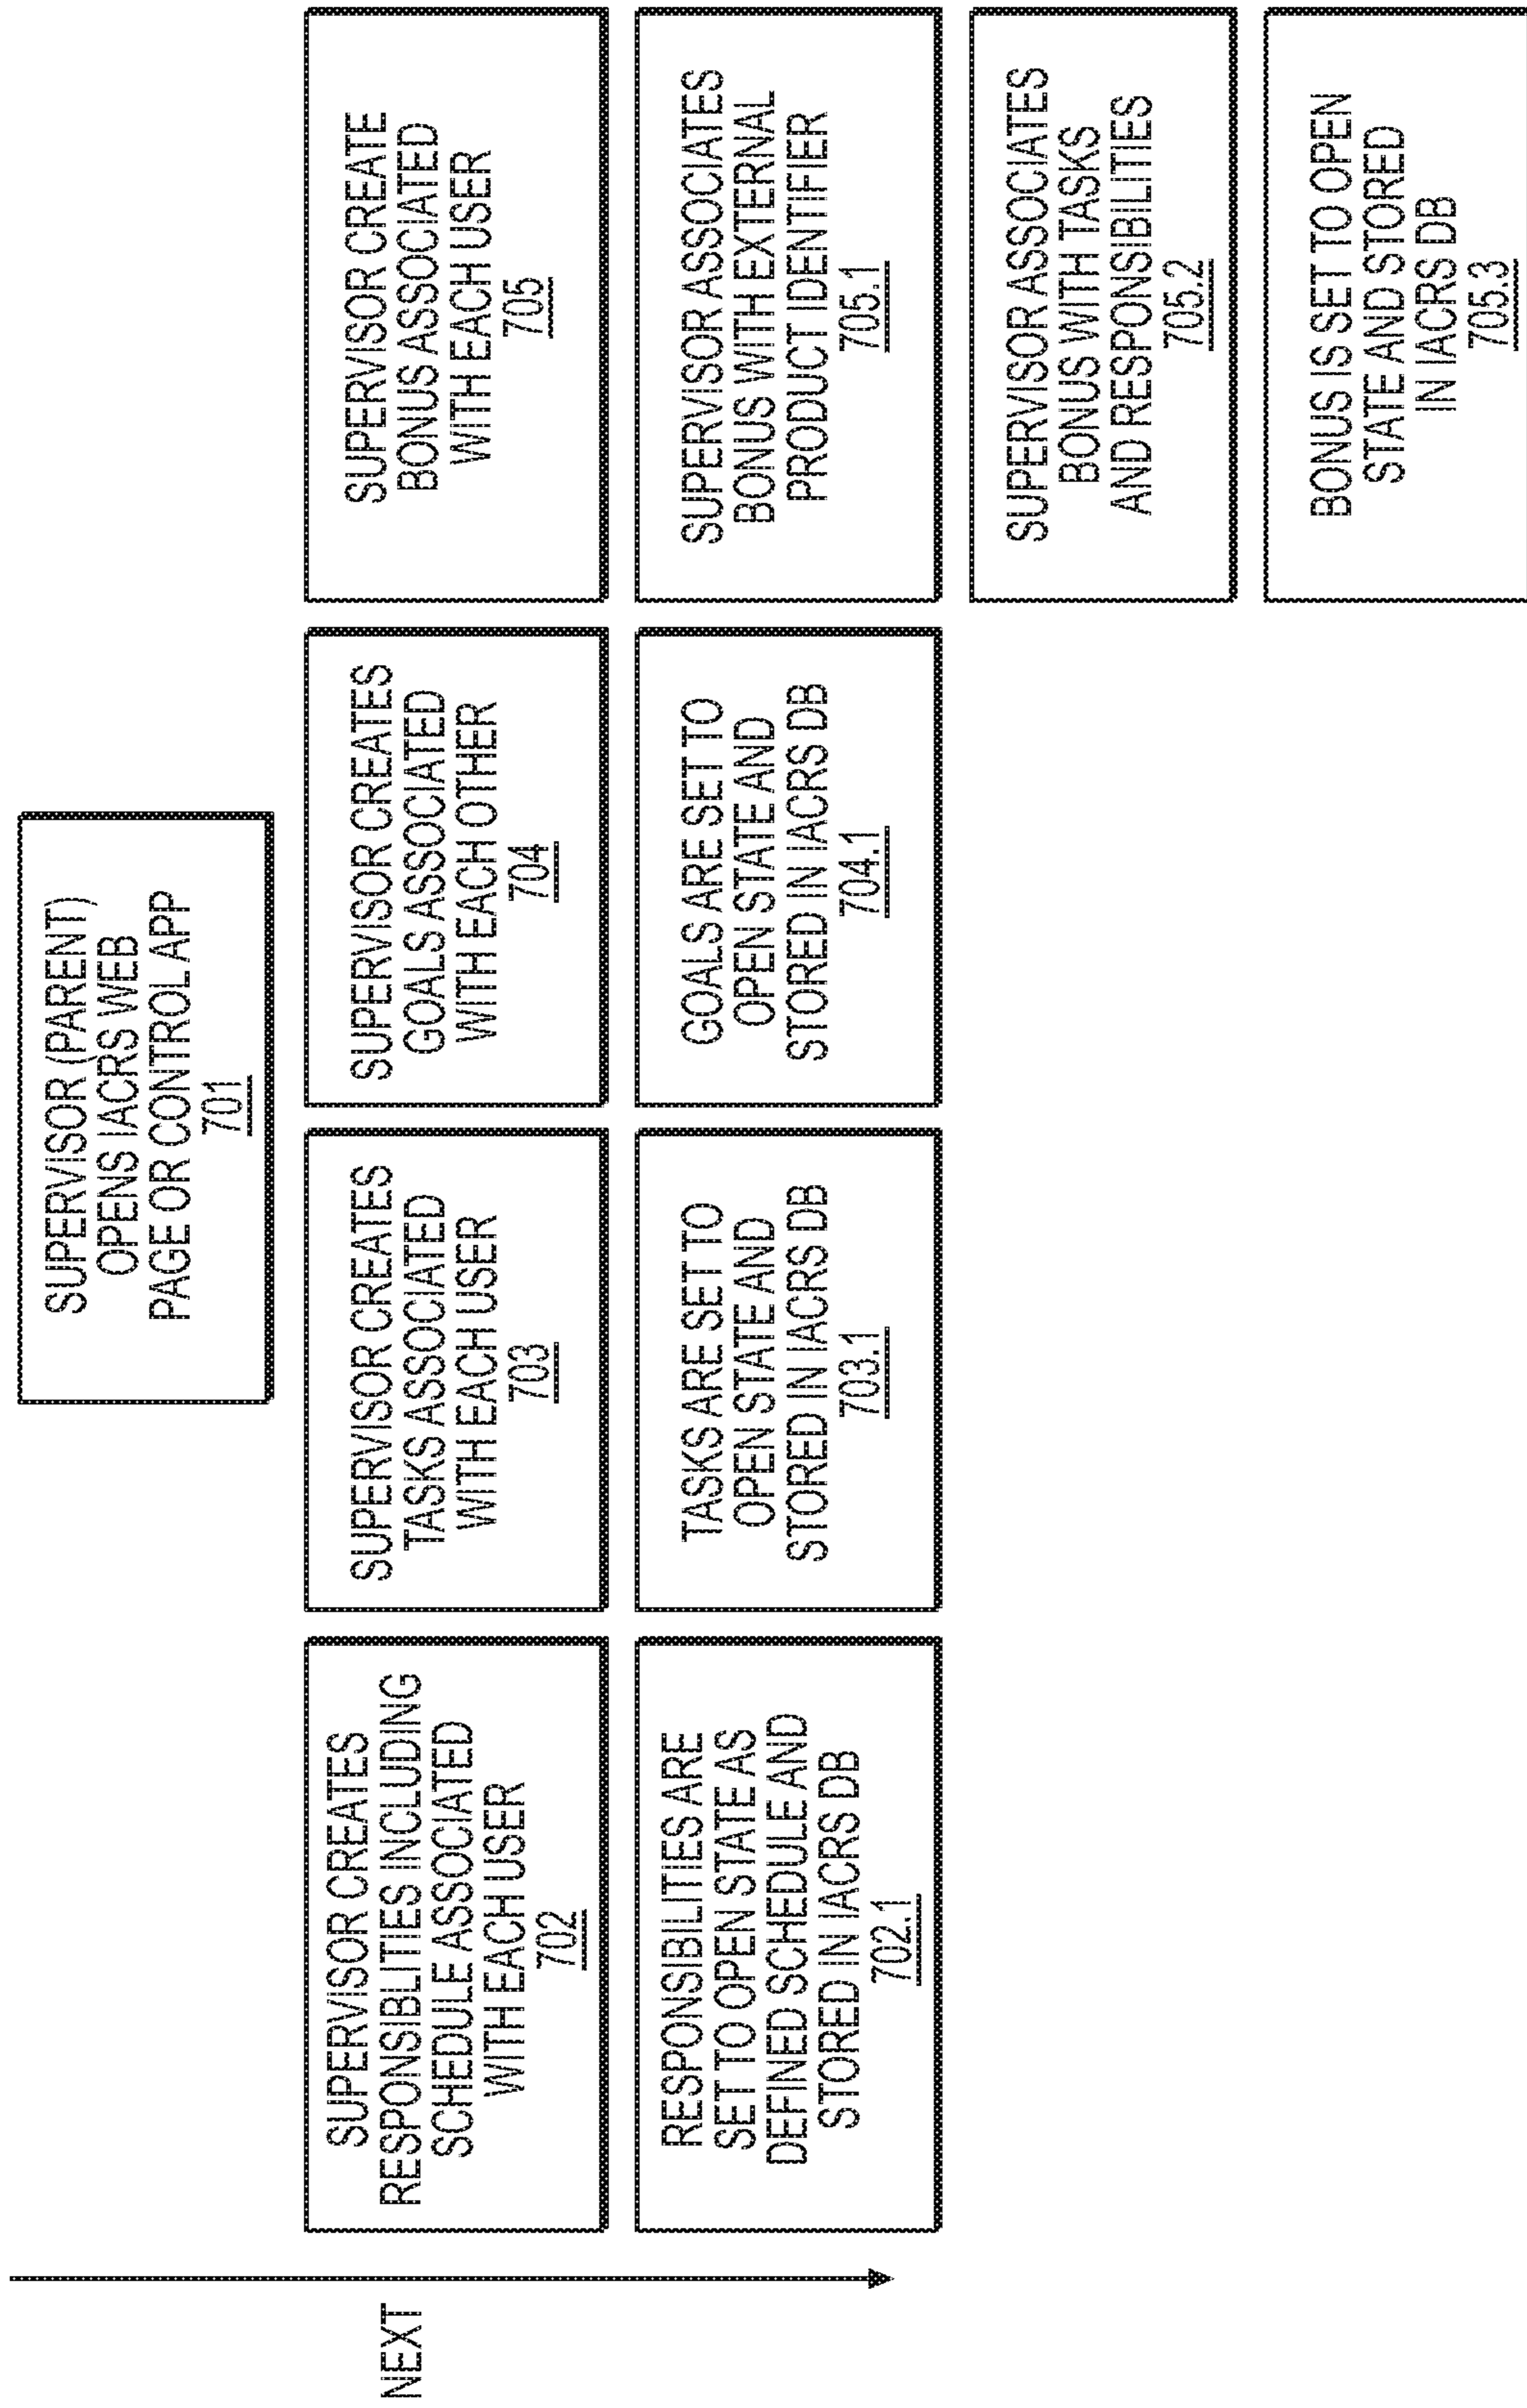 SUPERVISOR (PARENT)
OPENS IACRS WEB
PAGE OR CONTROL APP
701
NEXT
SUPERVISOR CREATES
RESPONSIBLITIES INCLUDING
SCHEDULE ASSOCIATED
WITH EACH USER
702
SUPERVISOR CREATES
TASKS ASSOCIATED
WITH EACH USER
703
SUPERVISOR CREATES
GOALS ASSOCIATED
WITH EACH OTHER
704
SUPERVISOR CREATE
BONUS ASSOCIATED
WITH EACH USER
705
RESPONSIBILITIES ARE
SET TO OPEN STATE AS
DEFINED SCHEDULE AND
STORED IN IACRS DB
702.1
TASKS ARE SET TO
OPEN STATE AND
STORED IN IACRS DB
703.1
GOALS ARE SET TO
OPEN STATE AND
STORED IN IACRS DB
704.1
SUPERVISOR ASSOCIATES
BONUS WITH EXTERNAL
PRODUCT IDENTIFIER
705.1
SUPERVISOR ASSOCIATES
BONUS WITH TASKS
AND RESPONSIBILITIES
705.2
BONUS IS SET TO OPEN
STATE AND STORED
IN IACRS DB
705.3